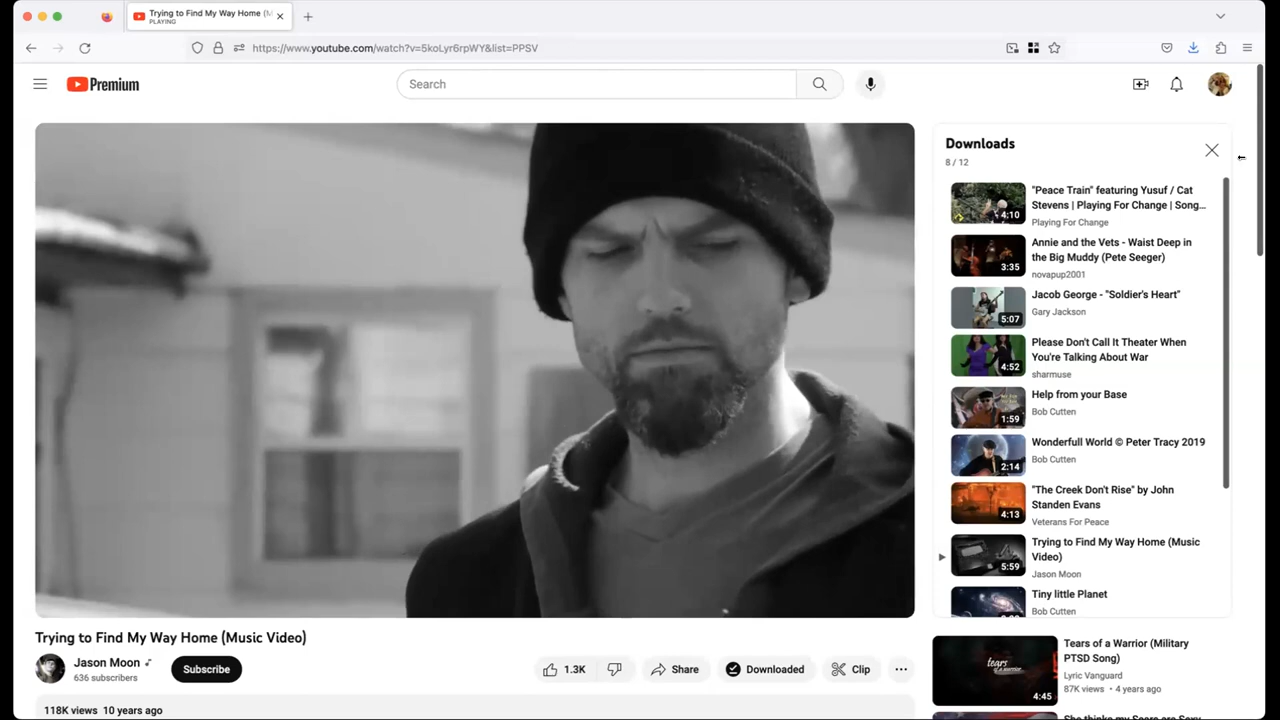 Trying to Find My Way Home (M
PLAYING
https://www.youtube.com/watch?v=5koLyr6rpWY&list=PPSV
Premium
Search
Downloads
8 / 12
"Peace Train" featuring Yusuf / Cat
Stevens | Playing For Change | Song...
Playing For Change
4:10
Annie and the Vets - Waist Deep in
the Big Muddy (Pete Seeger)
novapup2001
3:35
Jacob George - "Soldier's Heart"
Gary Jackson
5:07
Please Don't Call It Theater When
You're Talking About War
sharmuse
4:52
Help from your Base
Bob Cutten
1:59
Wonderfull World © Peter Tracy 2019
Bob Cutten
2:14
"The Creek Don't Rise" by John
Standen Evans
Veterans For Peace
4:13
Trying to Find My Way Home (Music
Video)
Jason Moon
5:59
Tiny little Planet
Bob Cutten
Trying to Find My Way Home (Music Video)
Jason Moon
636 subscribers
Subscribe
1.3K
Share
Downloaded
Clip
118K views 10 years ago
Tears of a Warrior (Military
PTSD Song)
Lyric Vanguard
87K views • 4 years ago
tears
of a warrior
4:45